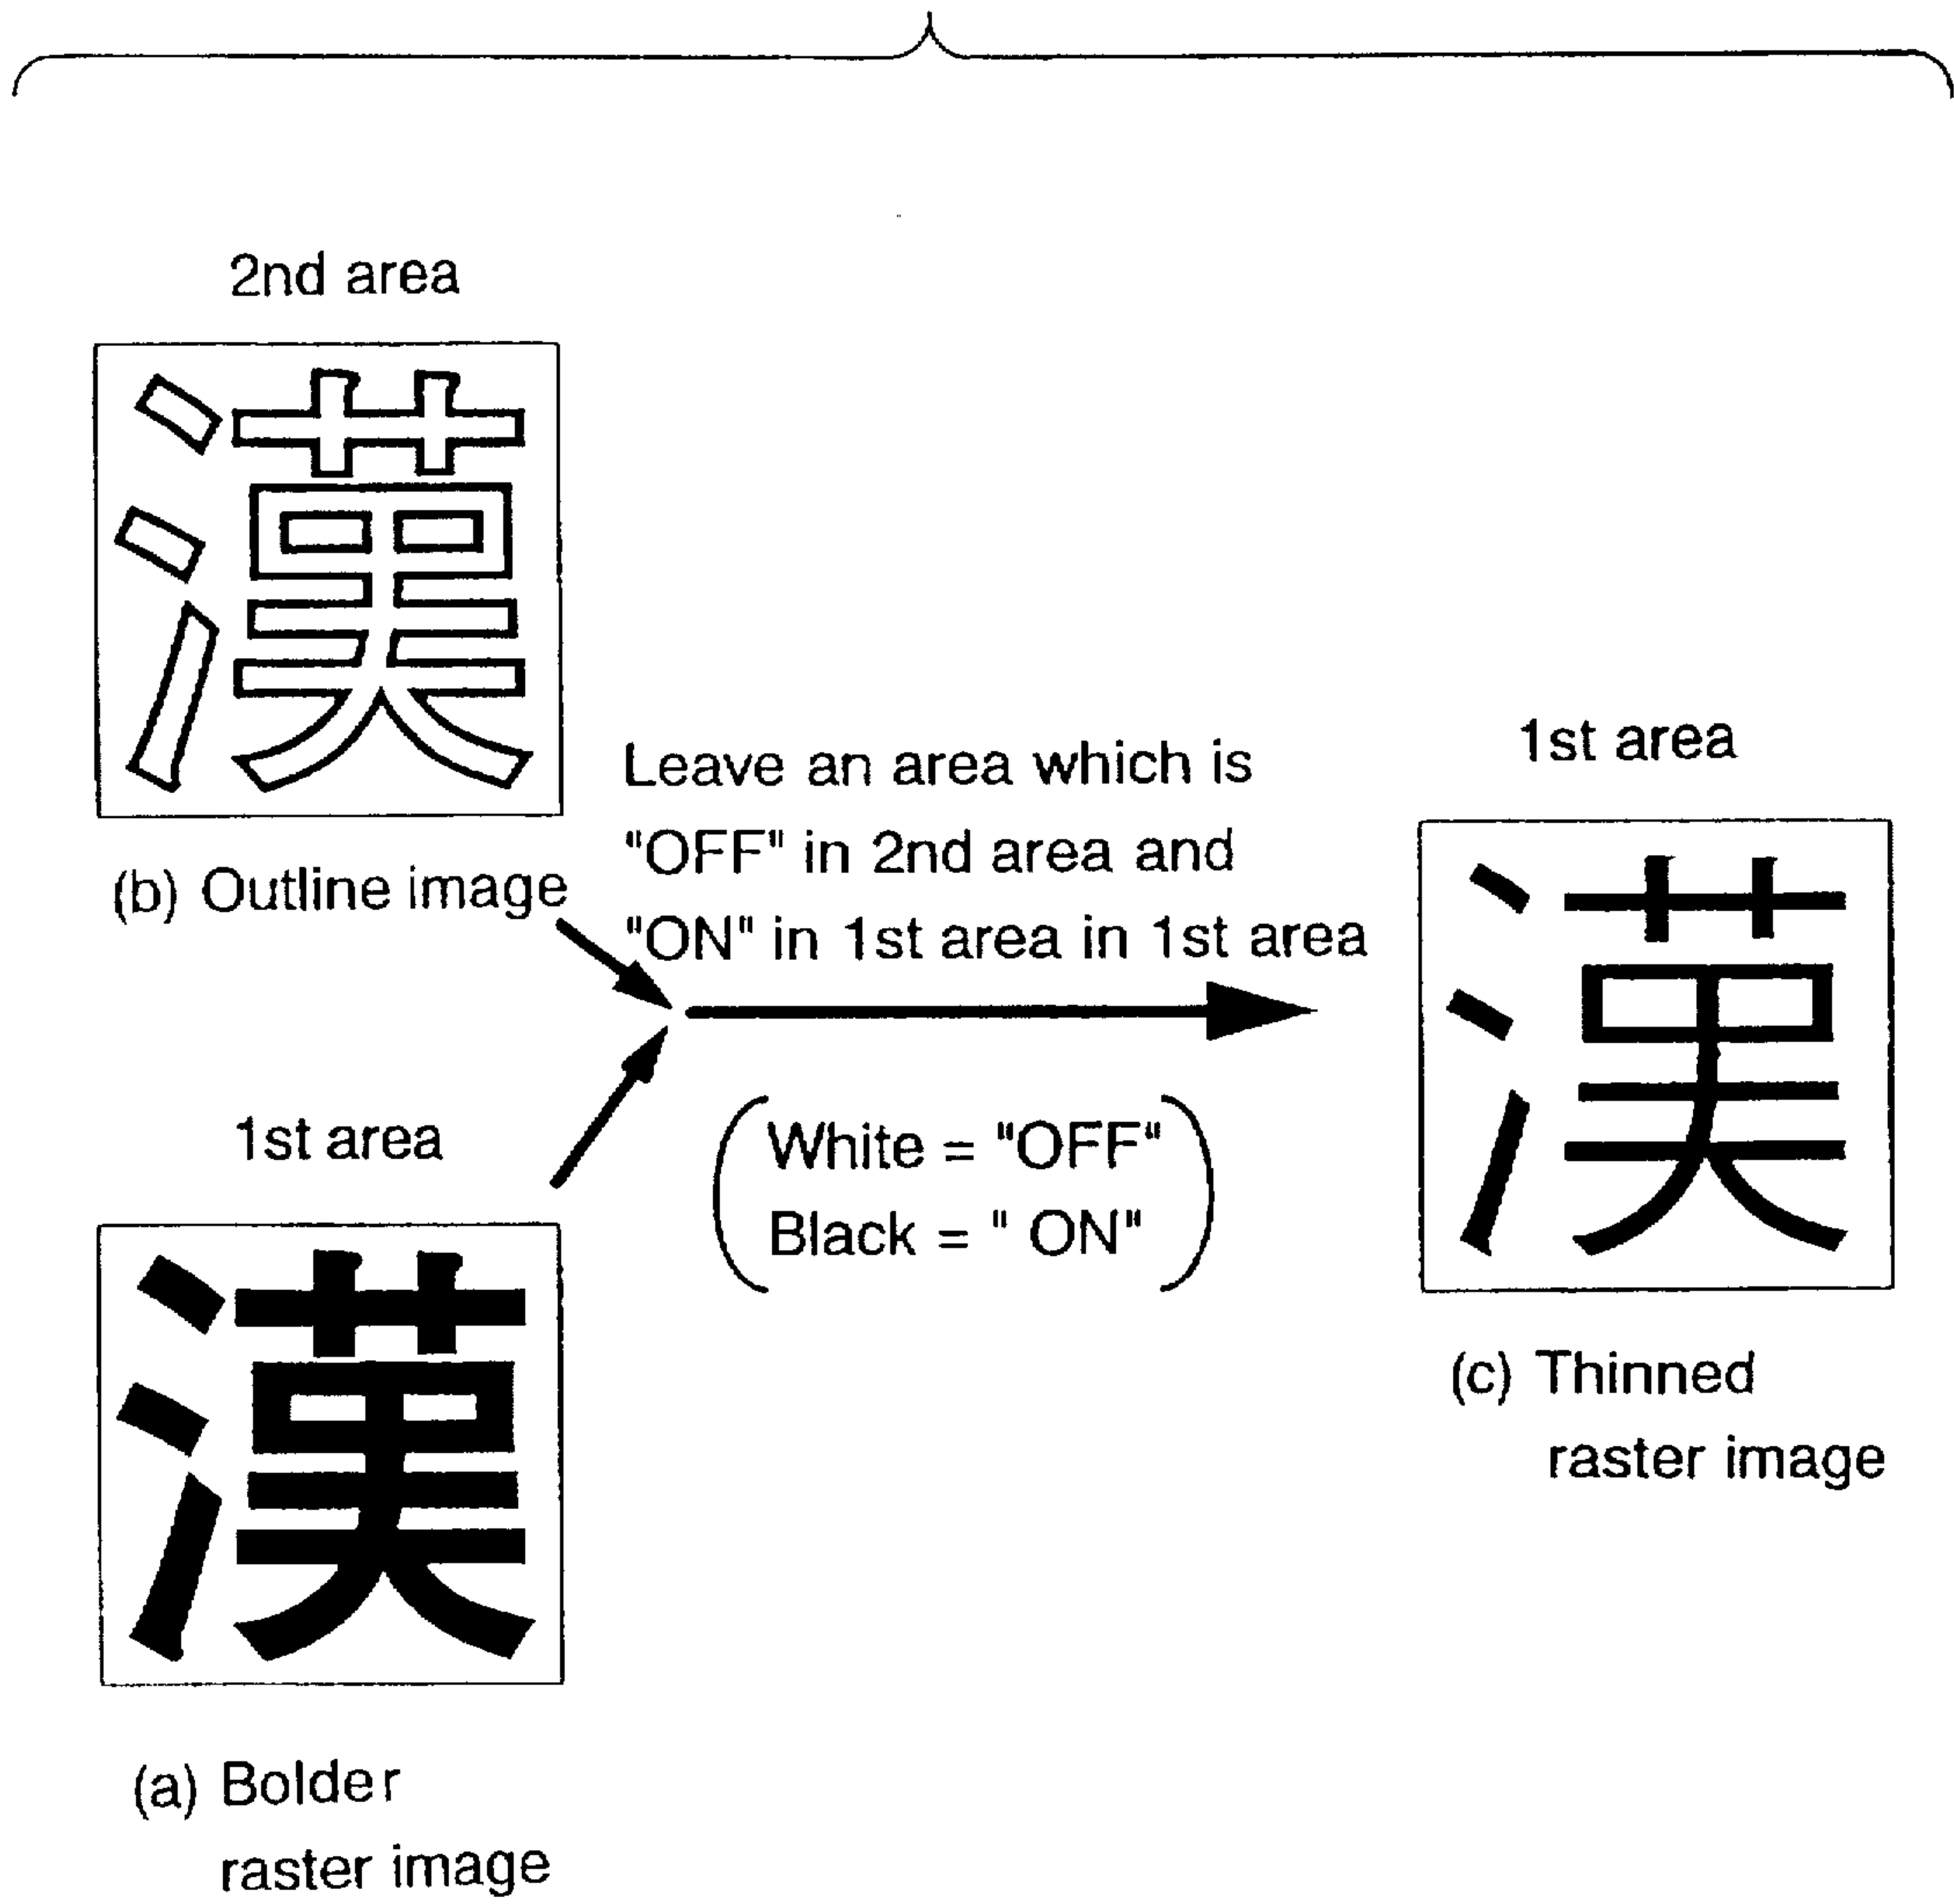 2nd area
漢
(b) Outline image
Leave an area which is
"OFF" in 2nd area and
"ON" in 1st area in 1st area
White = "OFF"
Black = " ON"
1st area
漢
(a) Bolder
raster image
1st area
漢
(c) Thinned
raster image